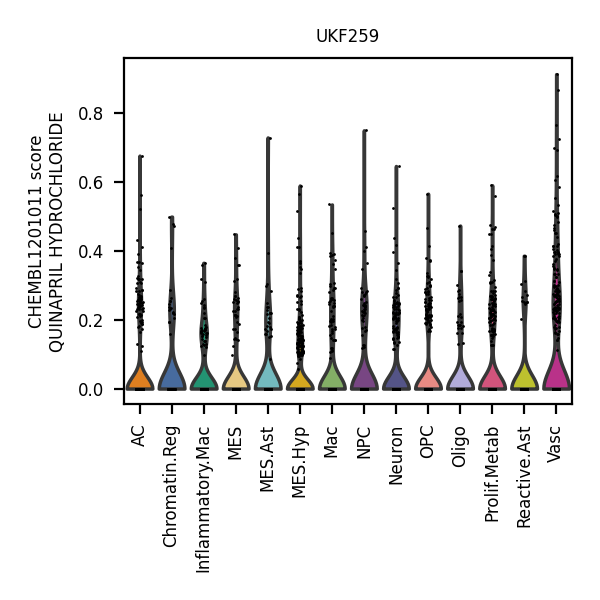 UKF259
CHEMBL1201011 score
QUINAPRIL HYDROCHLORIDE
0.8
0.6
0.4
0.2
0.0
AC
Chromatin.Reg
Inflammatory.Mac
MES
MES.Ast
MES.Hyp
Mac
NPC
Neuron
OPC
Oligo
Prolif.Metab
Reactive.Ast
Vasc